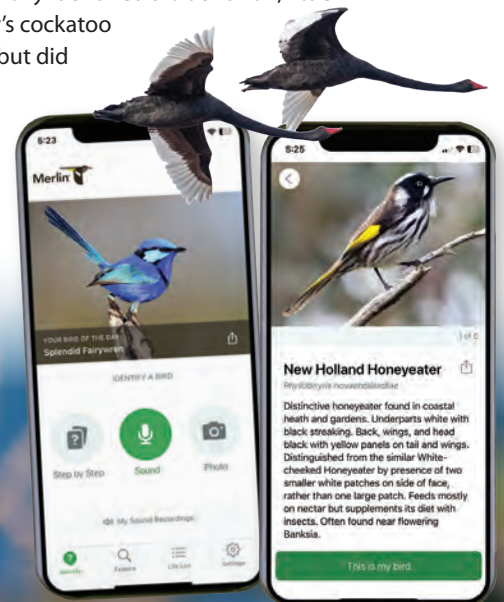 's cockatoo
but did
5:23
Merlin
YOUR BIRD OF THE DAY
Splendid Fairywren
IDENTIFY A BIRD
Step by Step
Sound
Photo
My Sound Recordings
Explore
Life List
Settings
5:25
1 of 6
New Holland Honeyeater
Phylidonyris novaehollandiae
Distinctive honeyeater found in coastal
heath and gardens. Underparts white with
black streaking. Back, wings, and head
black with yellow panels on tail and wings.
Distinguished from the similar White-
cheeked Honeyeater by presence of two
smaller white patches on side of face,
rather than one large patch. Feeds mostly
on nectar but supplements its diet with
insects. Often found near flowering
Banksia.
This is my bird